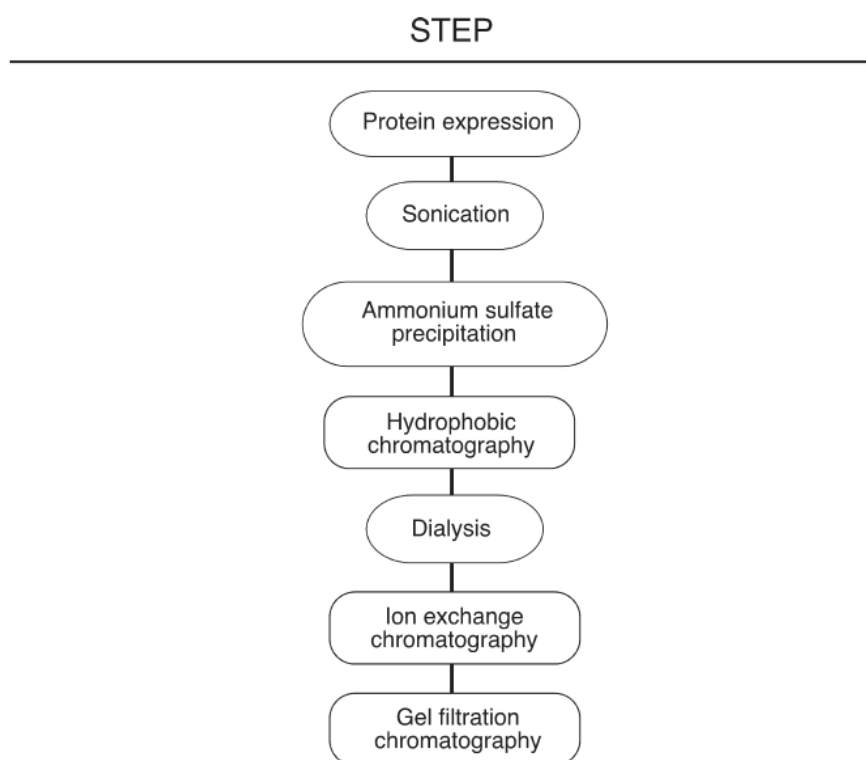 STEP
Protein expression
Sonication
Ammonium sulfate
precipitation
Hydrophobic
chromatography
Dialysis
Ion exchange
chromatography
Gel filtration
chromatography